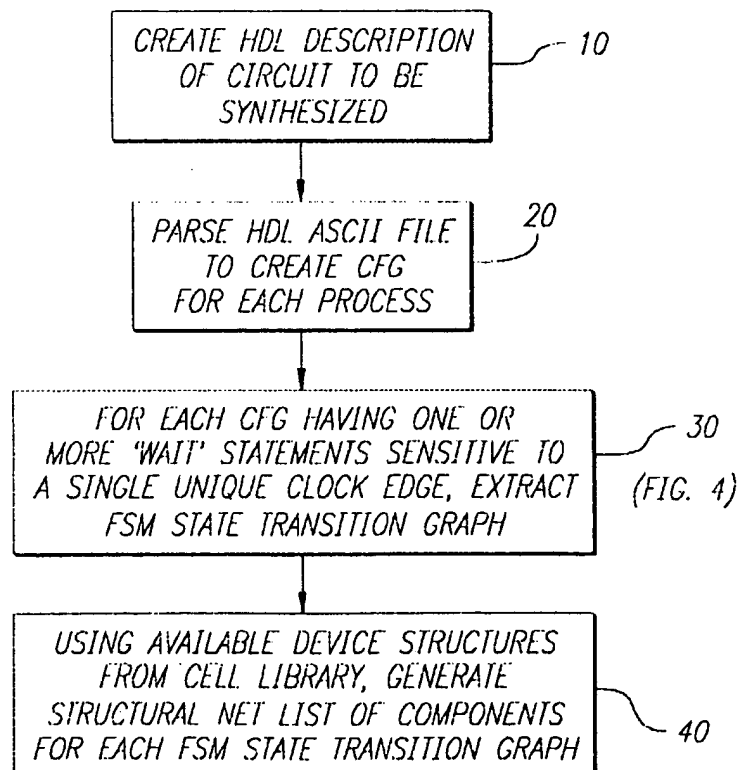 CREATE HDL DESCRIPTION
OF CIRCUIT TO BE
SYNTHESIZED
10
PARSE HDL ASCII FILE
TO CREATE CFG
FOR EACH PROCESS
20
FOR EACH CFG HAVING ONE OR
MORE 'WAIT' STATEMENTS SENSITIVE TO
A SINGLE UNIQUE CLOCK EDGE, EXTRACT
FSM STATE TRANSITION GRAPH
30
(FIG. 4)
USING AVAILABLE DEVICE STRUCTURES
FROM CELL LIBRARY, GENERATE
STRUCTURAL NET LIST OF COMPONENTS
FOR EACH FSM STATE TRANSITION GRAPH
40